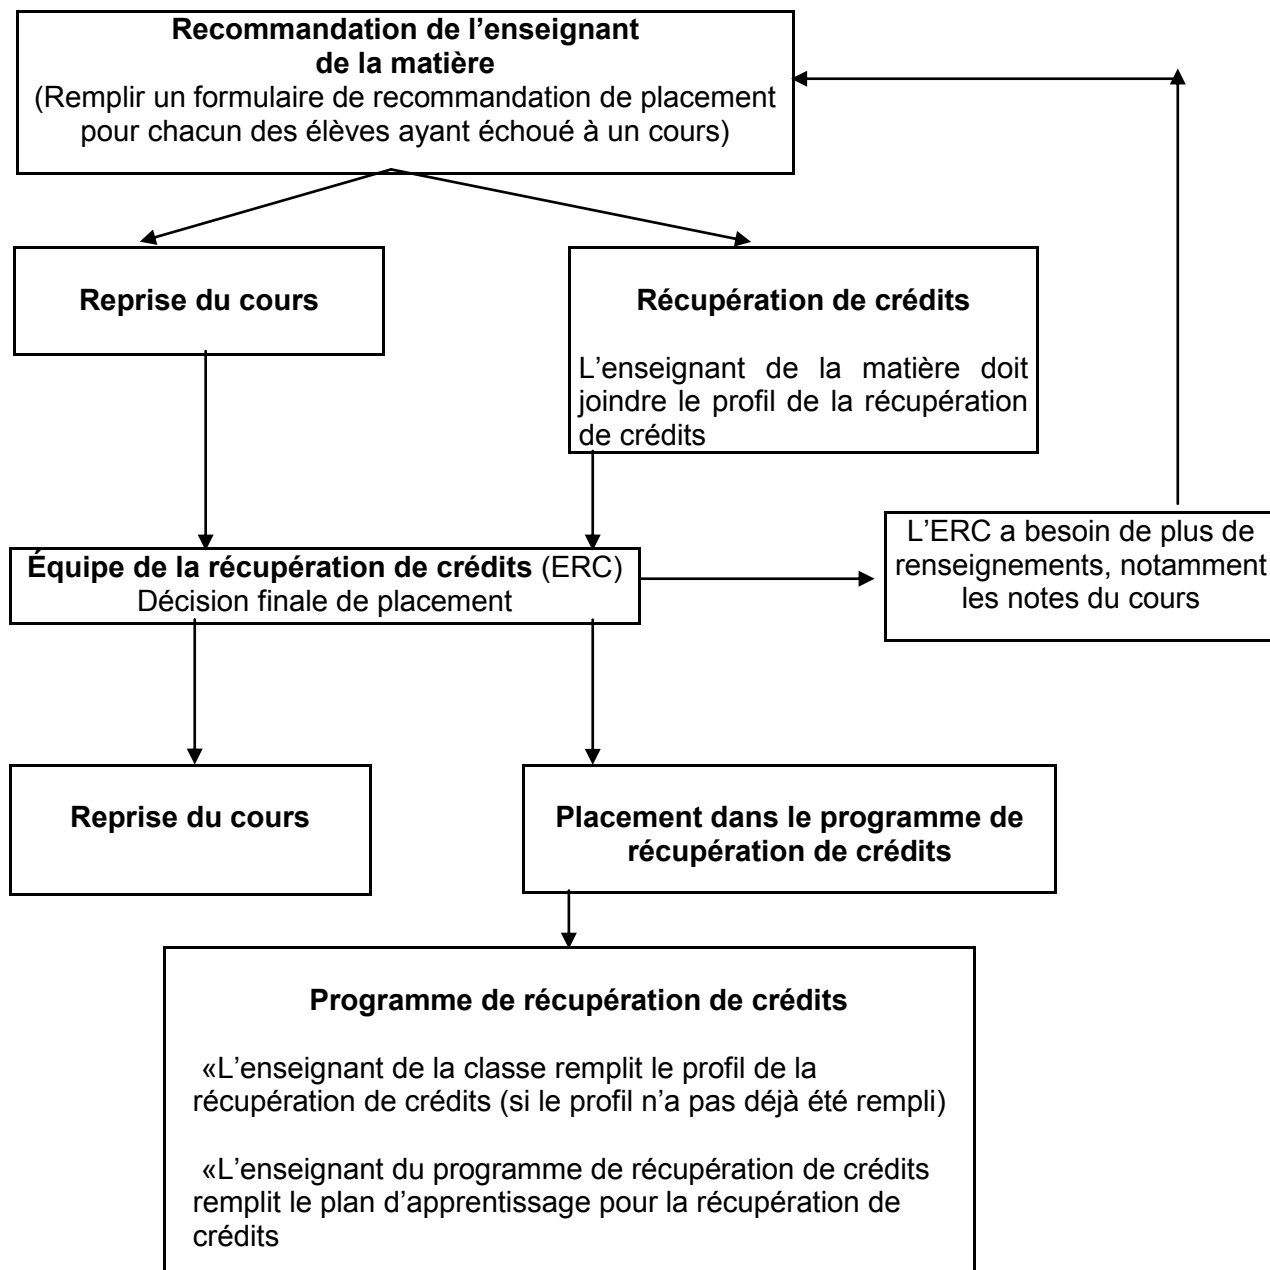 Recommandation de l’enseignant
de la matière
(Remplir un formulaire de recommandation de placement
pour chacun des élèves ayant échoué à un cours)
Reprise du cours
Récupération de crédits
L’enseignant de la matière doit
joindre le profil de la récupération
de crédits
L’ERC a besoin de plus de
renseignements, notamment
les notes du cours
Équipe de la récupération de crédits (ERC)
Décision finale de placement
Reprise du cours
Placement dans le programme de
récupération de crédits
Programme de récupération de crédits
«L’enseignant de la classe remplit le profil de la
récupération de crédits (si le profil n’a pas déjà été rempli)
«L’enseignant du programme de récupération de crédits
remplit le plan d’apprentissage pour la récupération de
crédits